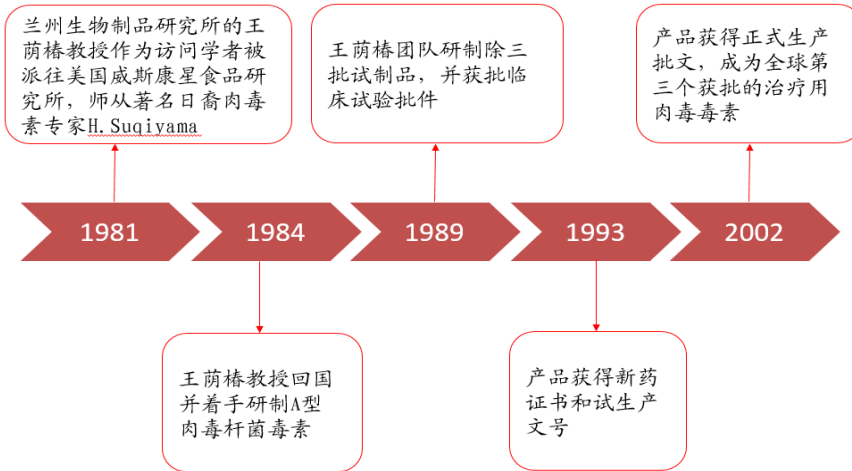 兰州生物制品研究所的王
荫椿教授作为访问学者被
派往美国威斯康星食品研
究所，师从著名日裔肉毒
素专家H.Suqiyama
王荫椿团队研制除三
批试制品，并获批临
床试验批件
产品获得正式生产
批文，成为全球第
三个获批的治疗用
肉毒毒素
1981
1984
1989
1993
2002
王荫椿教授回国
并着手研制A型
肉毒杆菌毒素
产品获得新药
证书和试生产
文号